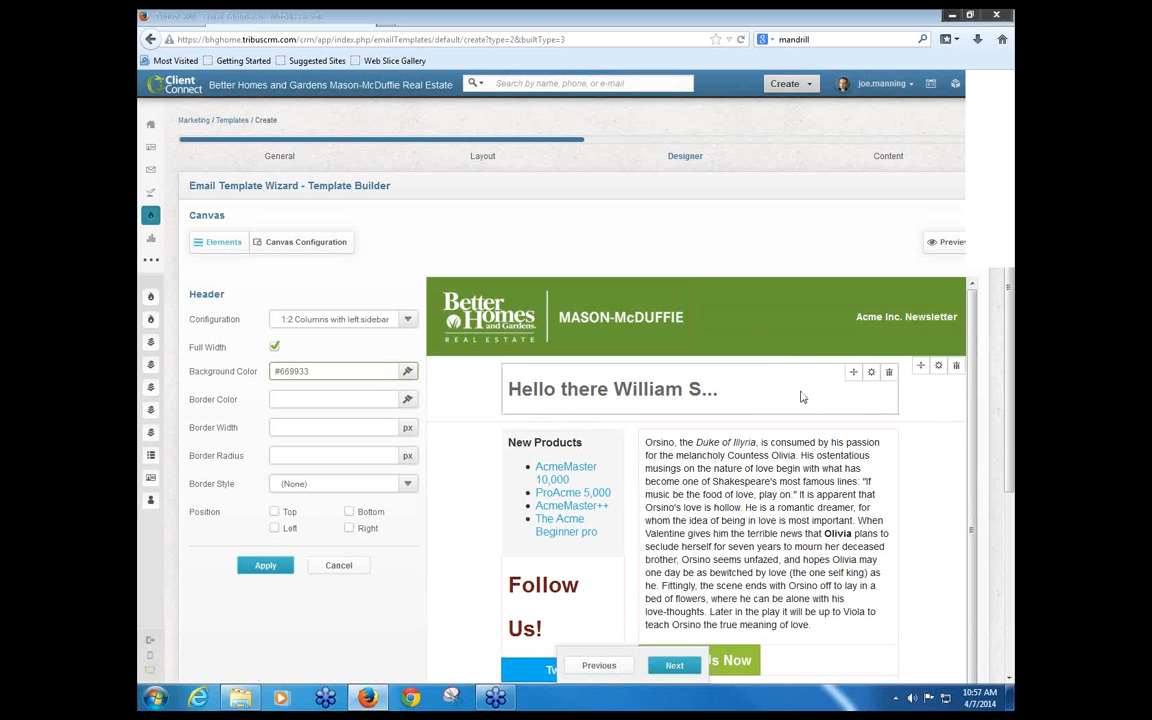 https://bhghome.tribuscrm.com/crm/app/index.php/emailTemplates/default/create?type=2&builtType=3
mandrill
Most Visited Getting Started Suggested Sites Web Slice Gallery
Client Connect
Better Homes and Gardens Mason-McDuffie Real Estate
Search by name, phone, or e-mail
Create
joe.manning
Marketing / Templates / Create
General Layout Designer Content
Email Template Wizard - Template Builder
Canvas
Elements Canvas Configuration
Preview
Header
Configuration 1:2 Columns with left sidebar
Full Width
Background Color #669933
Border Color
Border Width px
Border Radius px
Border Style (None)
Position Top Bottom
Left Right
Apply Cancel
Better
Homes
and Gardens
REAL ESTATE
MASON-MCDUFFIE
Acme Inc. Newsletter
Hello there William S...
New Products
AcmeMaster
10,000
ProAcme 5,000
AcmeMaster++
The Acme
Beginner pro
Follow
Us!
Tw
Orsino, the Duke of Illyria, is consumed by his passion
for the melancholy Countess Olivia. His ostentatious
musings on the nature of love begin with what has
become one of Shakespeare's most famous lines: "If
music be the food of love, play on." It is apparent that
Orsino's love is hollow. He is a romantic dreamer, for
whom the idea of being in love is most important. When
Valentine gives him the terrible news that Olivia plans to
seclude herself for seven years to mourn her deceased
brother, Orsino seems unfazed, and hopes Olivia may
one day be as bewitched by love (the one self king) as
he. Fittingly, the scene ends with Orsino off to lay in a
bed of flowers, where he can be alone with his
love-thoughts. Later in the play it will be up to Viola to
teach Orsino the true meaning of love.
Us Now
Previous Next
10:57 AM
4/7/2014